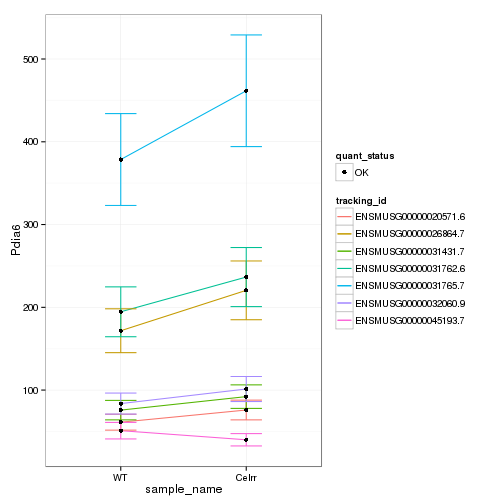 500
400
300
200
100
Pdia6
WT Celrr
sample_name
quant_status
OK
tracking_id
ENSMUSG00000020571.6
ENSMUSG00000026864.7
ENSMUSG00000031431.7
ENSMUSG00000031762.6
ENSMUSG00000031765.7
ENSMUSG00000032060.9
ENSMUSG00000045193.7